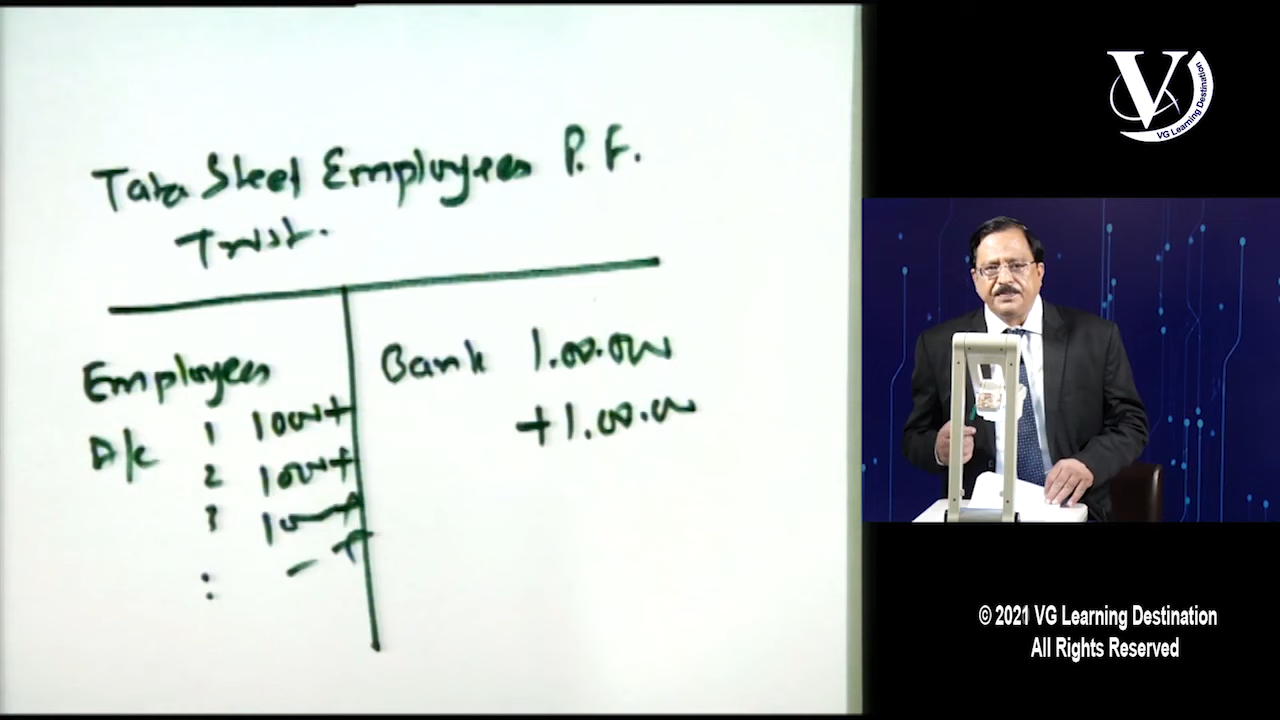 Tata Steel Employees P.F.
Trust.
Employees
A/c
1 1000+
2 1000+
3 1000+
:
- +
Bank 1.00.000
+1.00.000
V
VG Learning Destination
© 2021 VG Learning Destination
All Rights Reserved